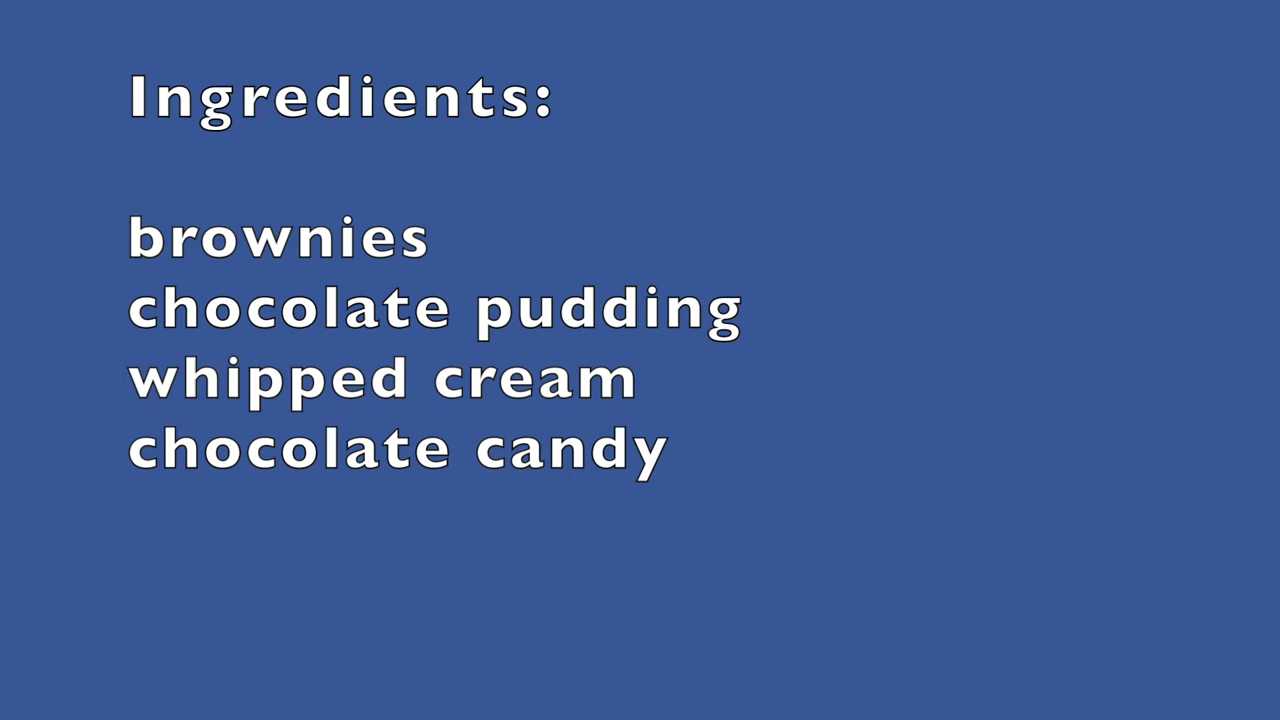 Ingredients:
brownies
chocolate pudding
whipped cream
chocolate candy